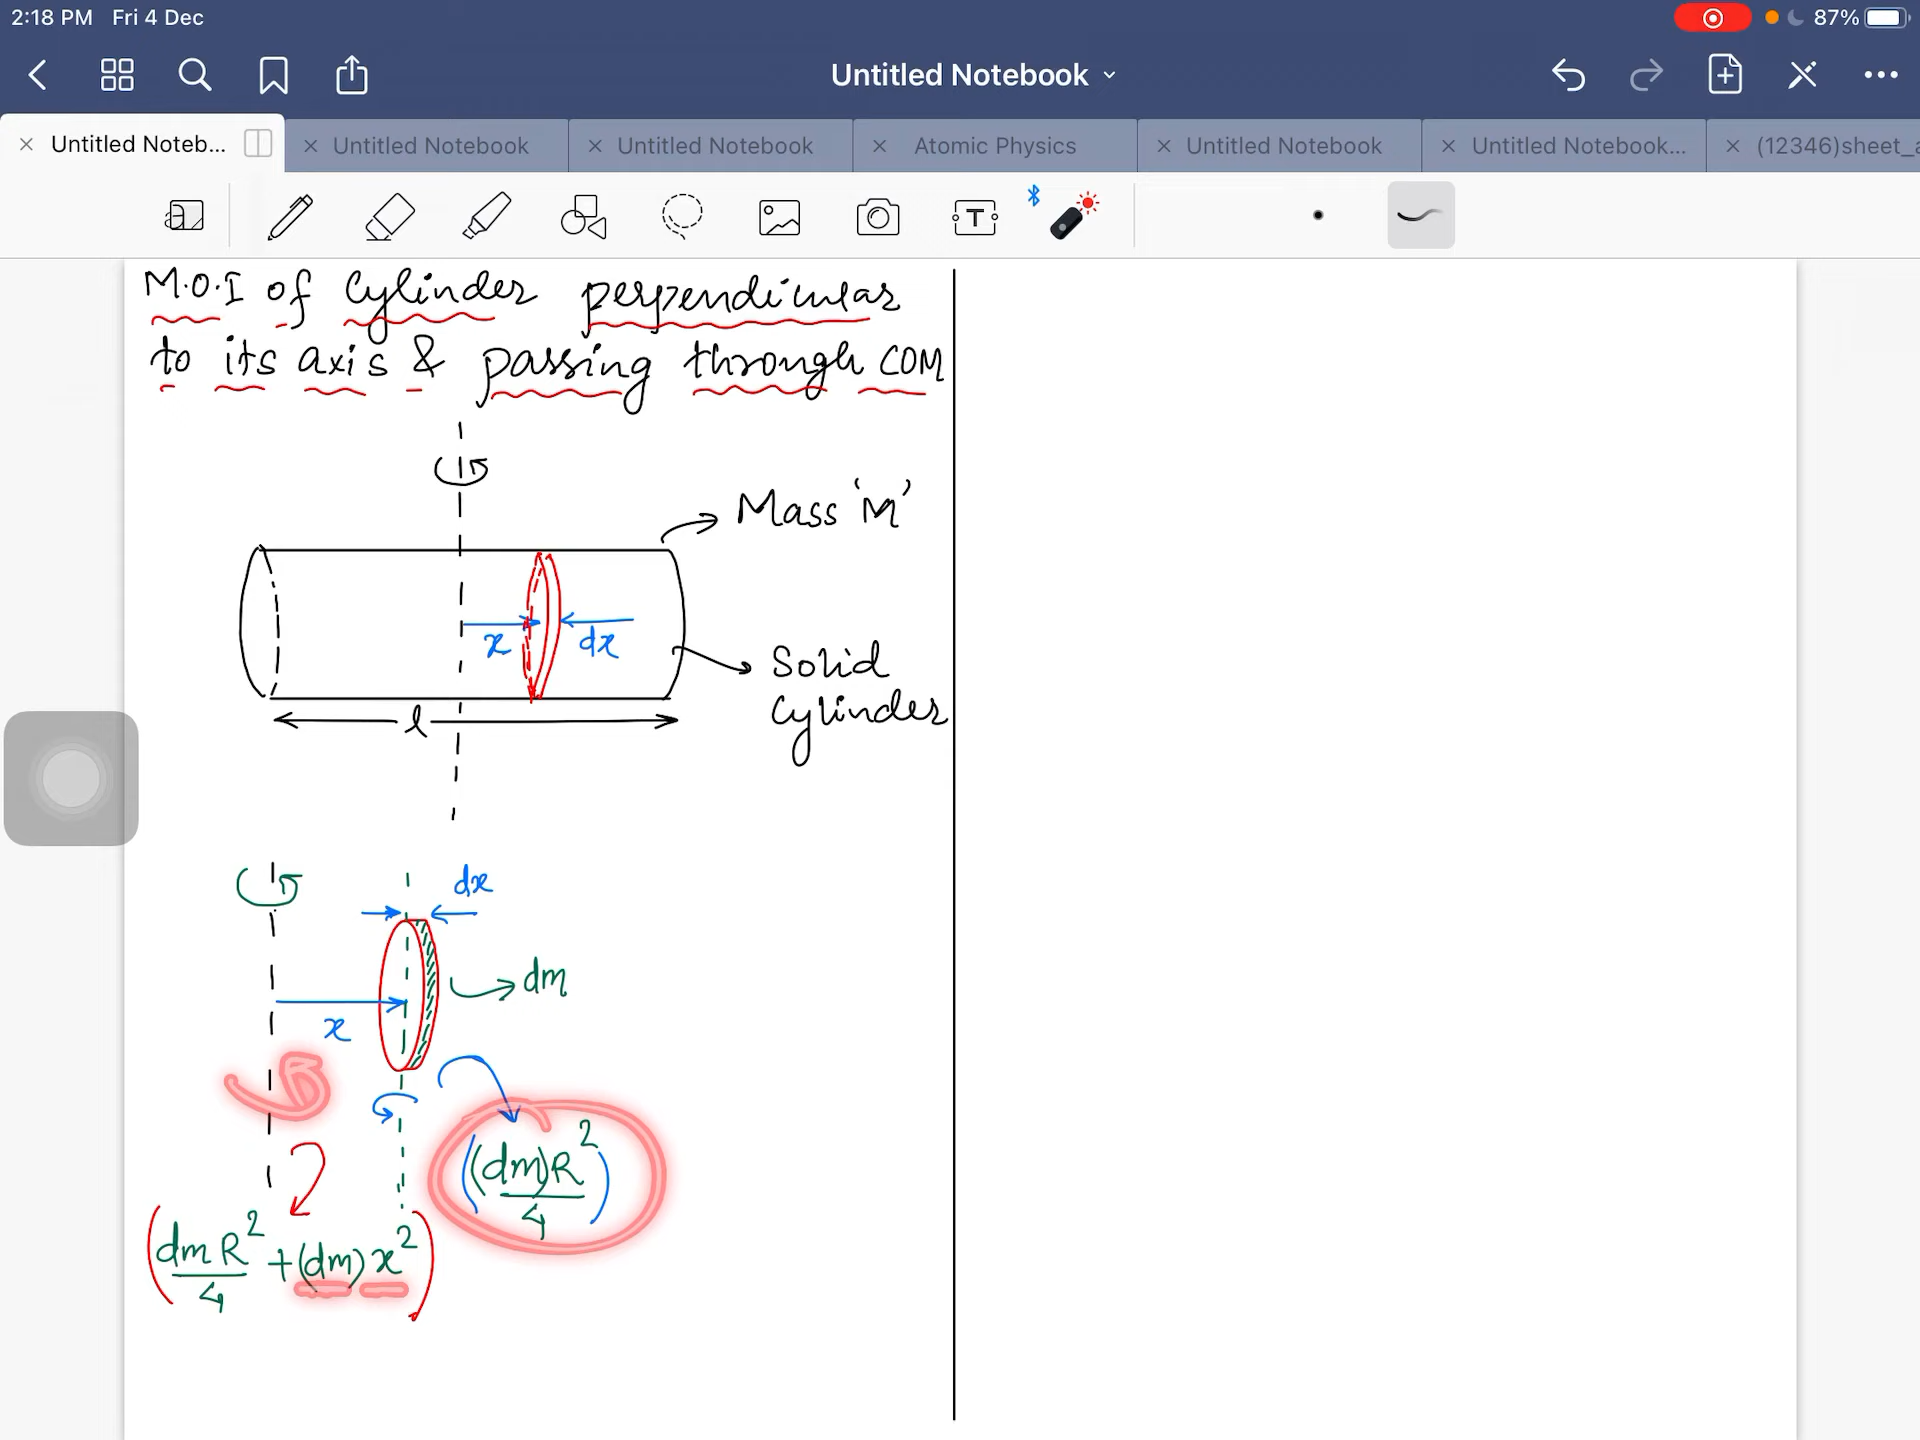 2:18 PM Fri 4 Dec 87%
Untitled Notebook
Untitled Noteb... Untitled Notebook Untitled Notebook Atomic Physics Untitled Notebook Untitled Notebook... (12346)sheet_a
M.O.I of Cylinder perpendicular
to its axis & passing through COM
Mass 'M'
x dx
Solid
Cylinder
l
dx
dm
x
((dm)R²/4)
(dmR²/4 + (dm)x²)